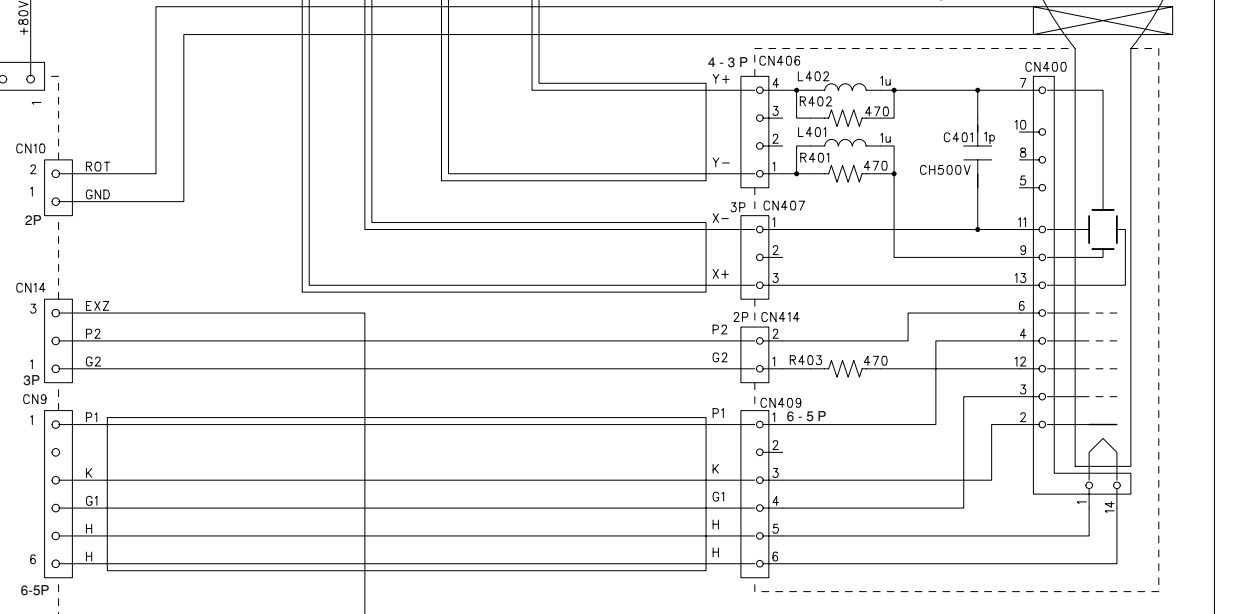 +80V
1
4-3P CN406
CN400
Y+
4
L402
1u
7
R402
470
3
10
L401
1u
C401 1p
2
8
Y-
1
R401
470
CH500V
5
CN10
2
ROT
1
GND
2P
3P CN407
X-
1
11
2
9
X+
3
13
CN14
3
EXZ
2P CN414
6
P2
P2
2
4
1
G2
G2
1
R403
470
12
3P
CN9
CN409
3
1
P1
P1
1
6-5P
2
2
K
K
3
G1
G1
4
1
14
H
H
5
6
H
H
6
6-5P